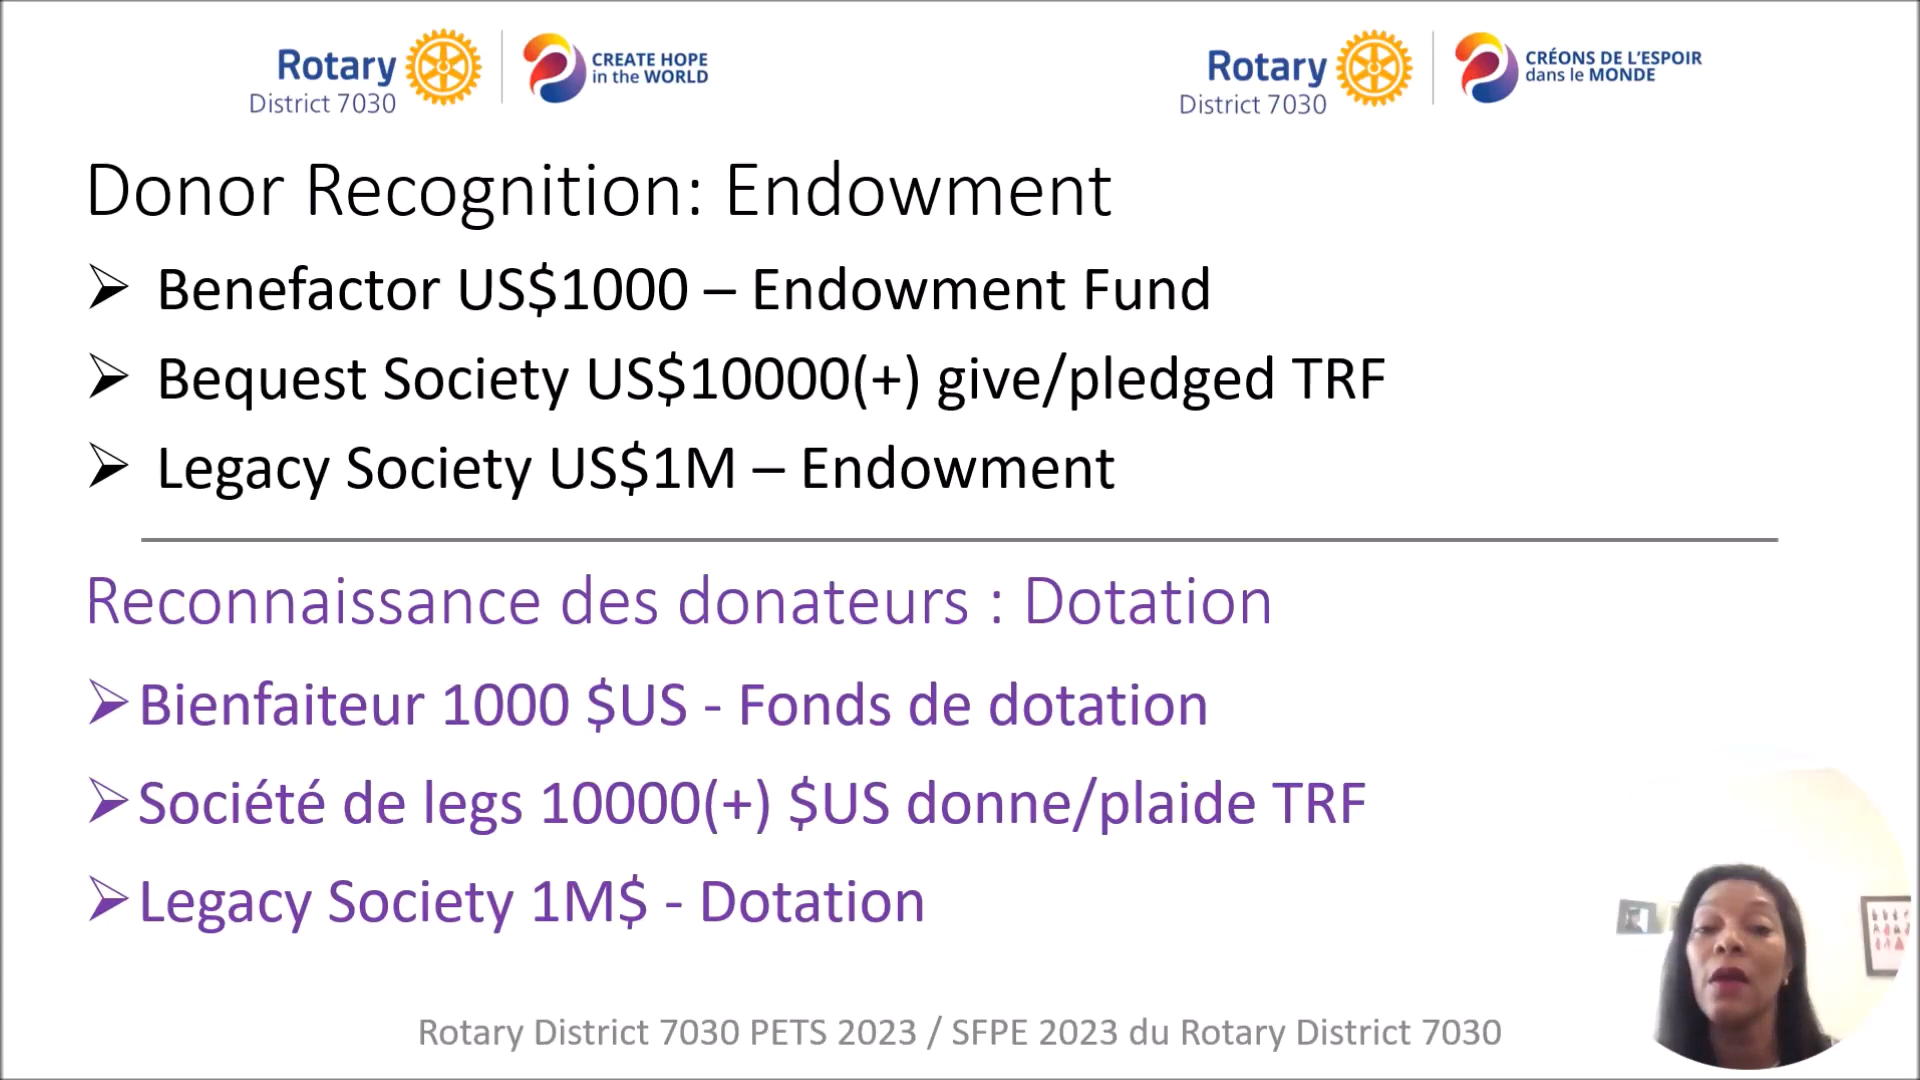 Rotary
District 7030
CREATE HOPE
in the WORLD
Rotary
District 7030
CRÉONS DE L'ESPOIR
dans le MONDE
Donor Recognition: Endowment
➢ Benefactor US$1000 – Endowment Fund
➢ Bequest Society US$10000(+) give/pledged TRF
➢ Legacy Society US$1M – Endowment
Reconnaissance des donateurs : Dotation
➢ Bienfaiteur 1000 $US - Fonds de dotation
➢ Société de legs 10000(+) $US donne/plaide TRF
➢ Legacy Society 1M$ - Dotation
Rotary District 7030 PETS 2023 / SFPE 2023 du Rotary District 7030